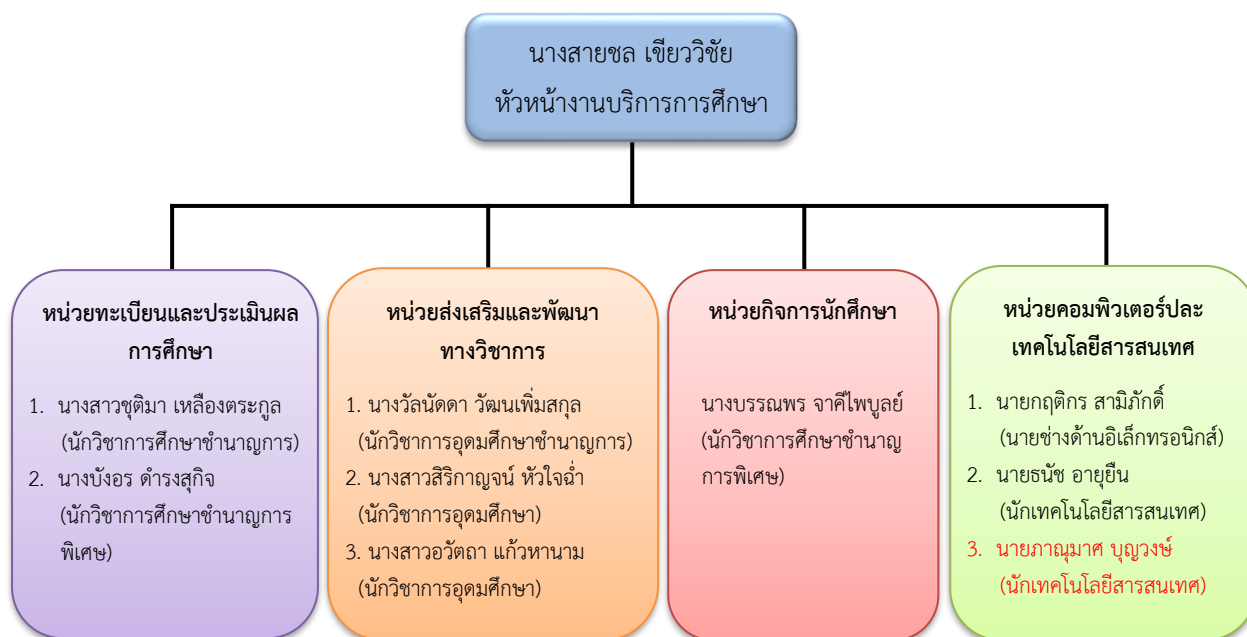 นางสายชล เขียววิชัย
หัวหน้างานบริการการศึกษา
หน่วยทะเบียนและประเมินผล
การศึกษา
1. นางสาวชุติมา เหลืองตระกูล
(นักวิชาการศึกษาชำนาญการ)
2. นางบังอร ดำรงสุกิจ
(นักวิชาการศึกษาชำนาญการ
พิเศษ)
หน่วยส่งเสริมและพัฒนา
ทางวิชาการ
1. นางวัลนัดดา วัฒนเพิ่มสกุล
(นักวิชาการอุดมศึกษาชำนาญการ)
2. นางสาวสิริกาญจน์ หัวใจฉ่ำ
(นักวิชาการอุดมศึกษา)
3. นางสาวอวัตถา แก้วหานาม
(นักวิชาการอุดมศึกษา)
หน่วยกิจการนักศึกษา
นางบรรณพร จาคีไพบูลย์
(นักวิชาการศึกษาชำนาญ
การพิเศษ)
หน่วยคอมพิวเตอร์ปละ
เทคโนโลยีสารสนเทศ
1. นายกฤติกร สามิภักดิ์
(นายช่างด้านอิเล็กทรอนิกส์)
2. นายธนัช อายุยืน
(นักเทคโนโลยีสารสนเทศ)
3. นายภาณุมาศ บุญวงษ์
(นักเทคโนโลยีสารสนเทศ)